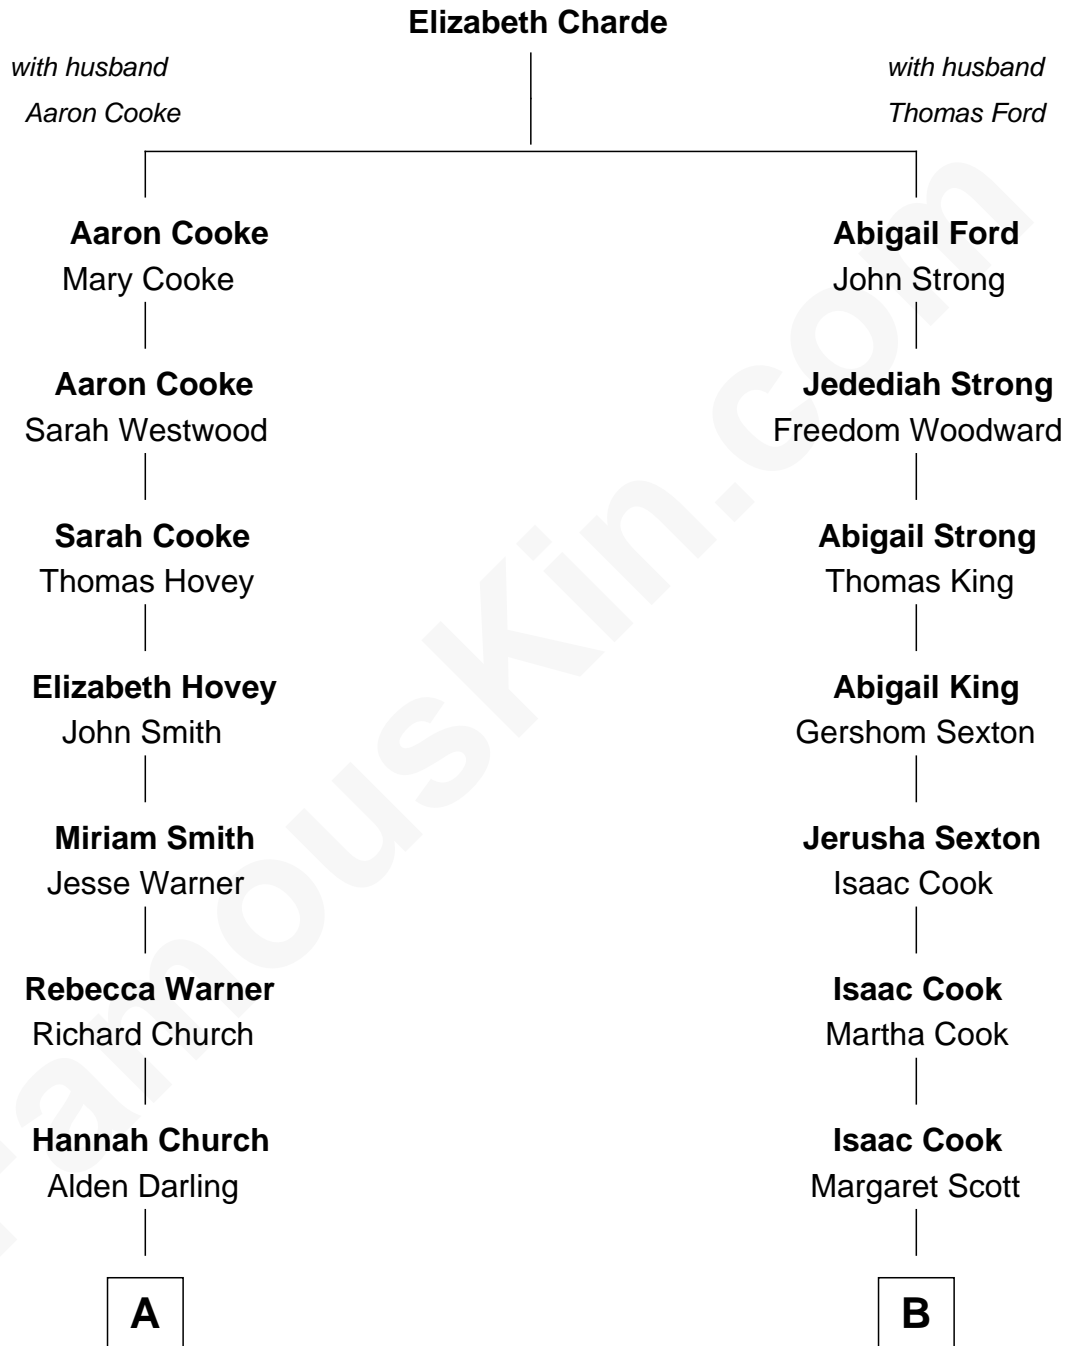 Elizabeth Charde
with husband
Aaron Cooke
with husband
Thomas Ford
Aaron Cooke
Mary Cooke
Abigail Ford
John Strong
Aaron Cooke
Sarah Westwood
Jedediah Strong
Freedom Woodward
Sarah Cooke
Thomas Hovey
Abigail Strong
Thomas King
Elizabeth Hovey
John Smith
Abigail King
Gershom Sexton
Miriam Smith
Jesse Warner
Jerusha Sexton
Isaac Cook
Rebecca Warner
Richard Church
Isaac Cook
Martha Cook
Hannah Church
Alden Darling
Isaac Cook
Margaret Scott
A
B
FamousKin.com